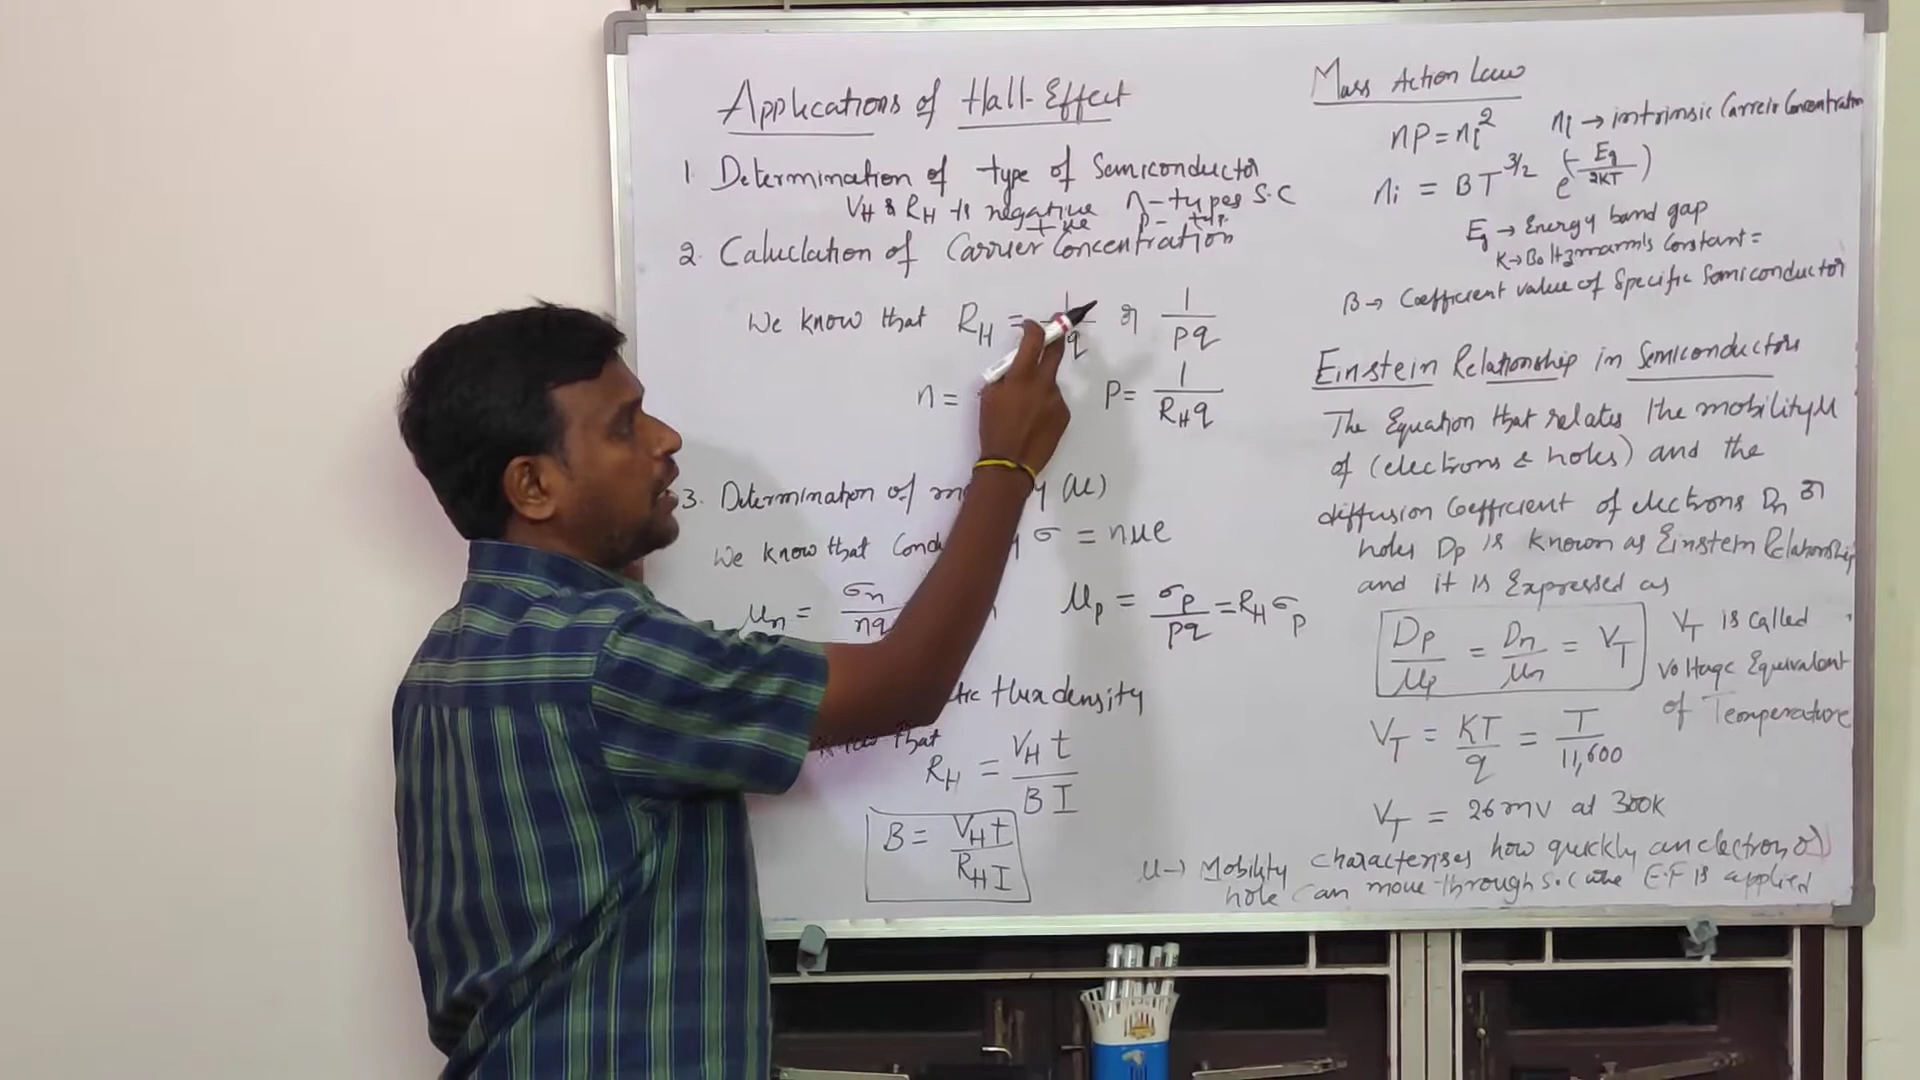 Applications of Hall-Effect
1. Determination of type of Semiconductor
VH & RH is negative n-types S.C
+ve p-typ.
2. Caluclation of Carrier Concentration
We know that RH = 1/q or 1/pq
n = P = 1/RHq
3. Determination of (μ)
We know that σ = nμe
μn = σn/nq
μp = σp/pq = RHσp
flux density
know that
RH = VH t / B I
B = VH t / RH I
Mass Action Law
np = ni²
ni → intrinsic Carreir Concentration
ni = BT^3/2 e^(-Eg/2KT)
Eg → Energy band gap
K → Boltzmann's Constant =
B → Coefficient value of Specific Semiconductor
Einstein Relationship in Semiconductors
The Equation that relates the mobility μ
of (electrons & holes) and the
diffusion Coefficient of electrons Dn or
holes Dp is known as Einstein Relationship
and it is Expressed as
Dp/μp = Dn/μn = VT
VT is called
voltage Equivalent
of Temperature
VT = KT/q = T/11,600
VT = 26mV at 300K
μ → Mobility characterises how quickly an electron or
hole can move through S.C E.F is applied